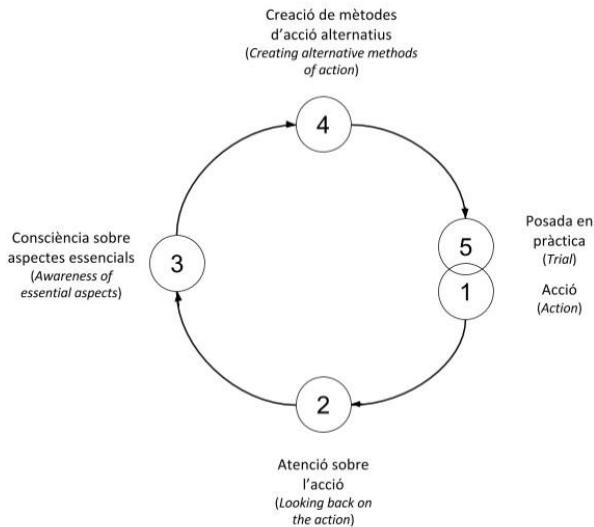 Creació de mètodes
d'acció alternatius
(Creating alternative methods
of action)
4
5
Posada en
pràctica
(Trial)
1
Acció
(Action)
Consciència sobre
aspectes essencials
(Awareness of
essential aspects)
3
2
Atenció sobre
l'acció
(Looking back on
the action)